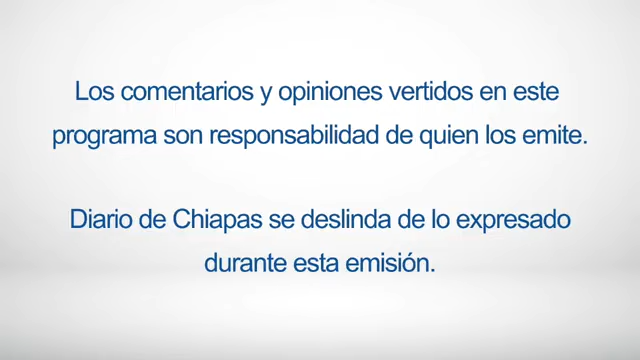 Los comentarios y opiniones vertidos en este
programa son responsabilidad de quien los emite.
Diario de Chiapas se deslinda de lo expresado
durante esta emisión.